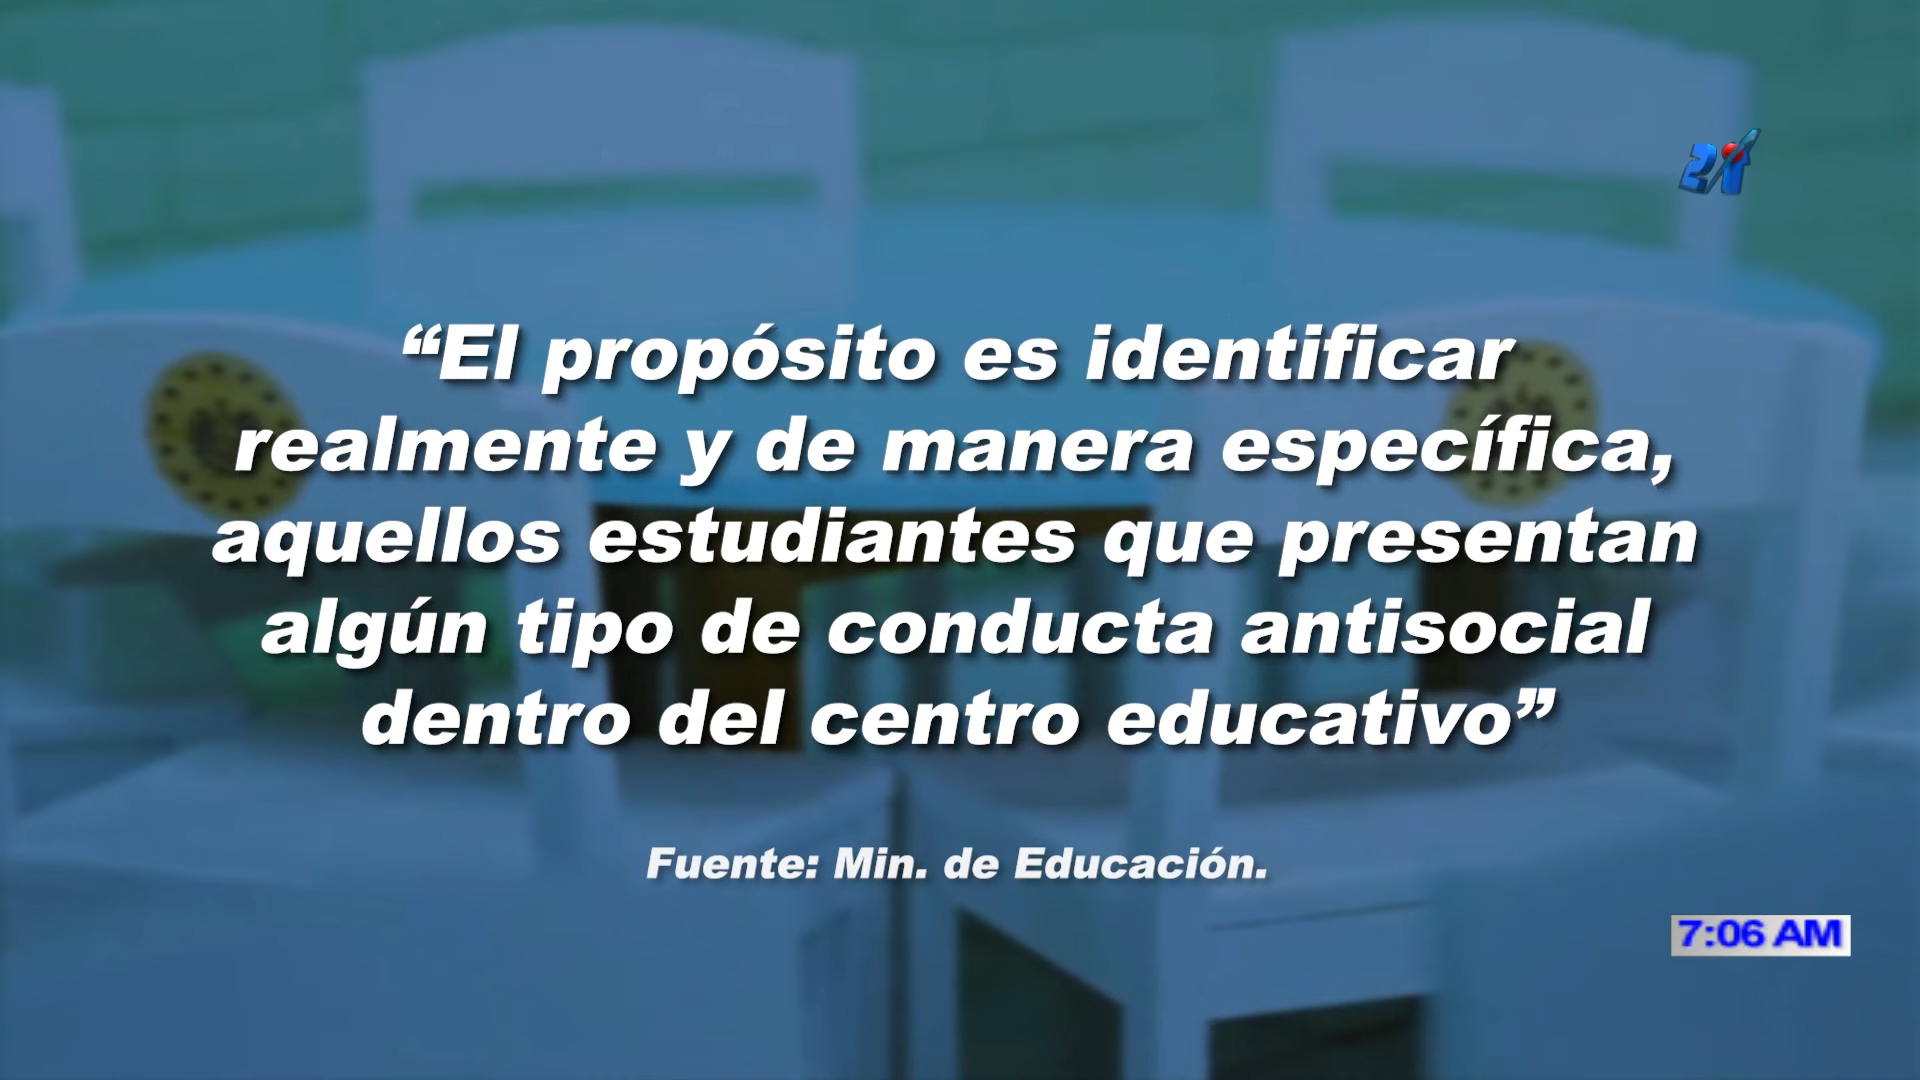 21
“El propósito es identificar
realmente y de manera específica,
aquellos estudiantes que presentan
algún tipo de conducta antisocial
dentro del centro educativo”
Fuente: Min. de Educación.
7:06 AM